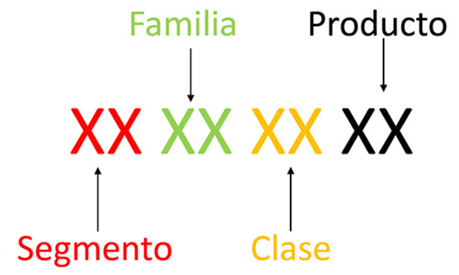 Familia Producto
XX XX XX XX
Segmento Clase